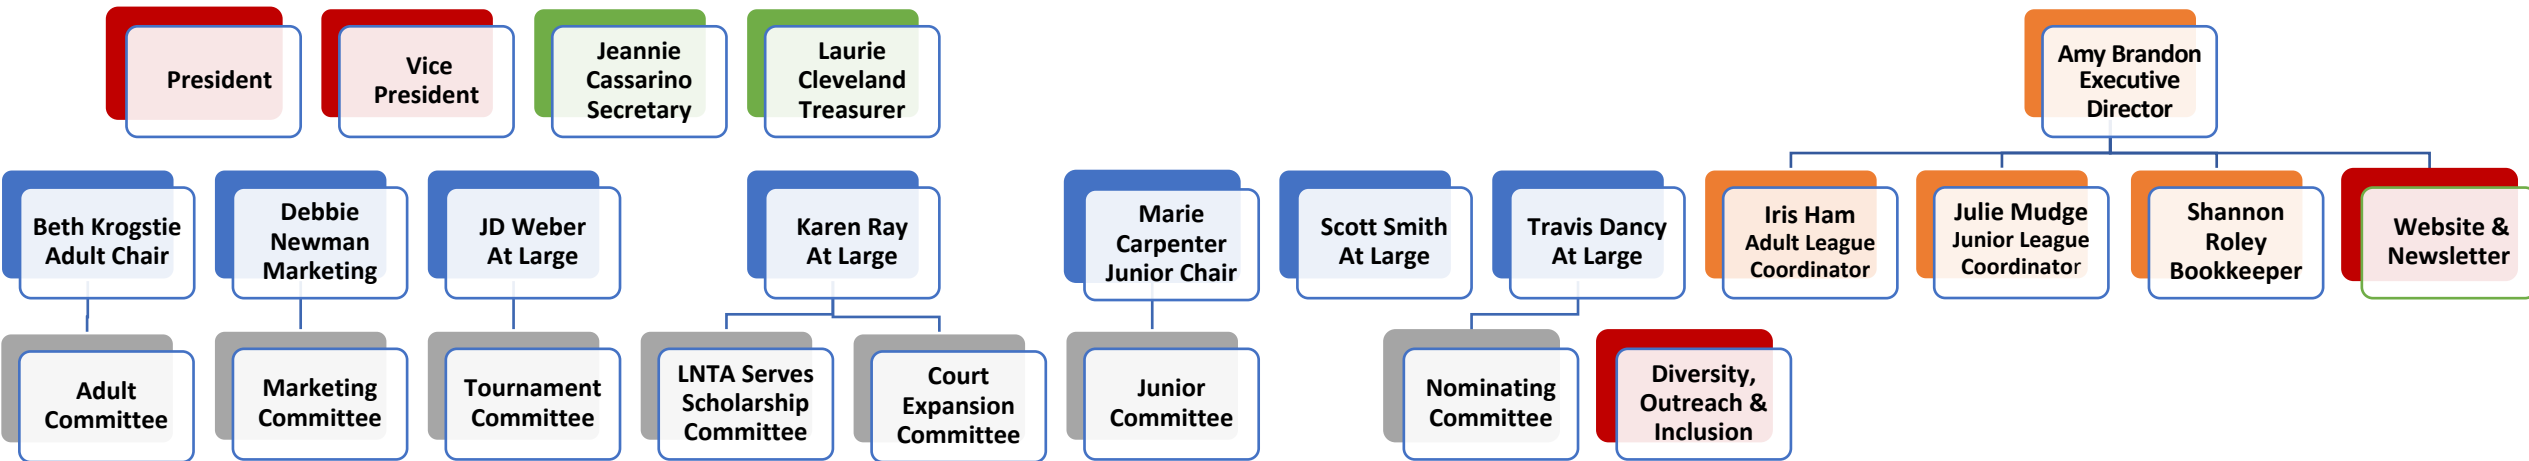 President
Vice
President
Jeannie
Cassarino
Secretary
Laurie
Cleveland
Treasurer
Amy Brandon
Executive
Director
Beth Krogstie
Adult Chair
Debbie
Newman
Marketing
JD Weber
At Large
Karen Ray
At Large
Marie
Carpenter
Junior Chair
Scott Smith
At Large
Travis Dancy
At Large
Iris Ham
Adult League
Coordinator
Julie Mudge
Junior League
Coordinator
Shannon
Roley
Bookkeeper
Website &
Newsletter
Adult
Committee
Marketing
Committee
Tournament
Committee
LNTA Serves
Scholarship
Committee
Court
Expansion
Committee
Junior
Committee
Nominating
Committee
Diversity,
Outreach &
Inclusion